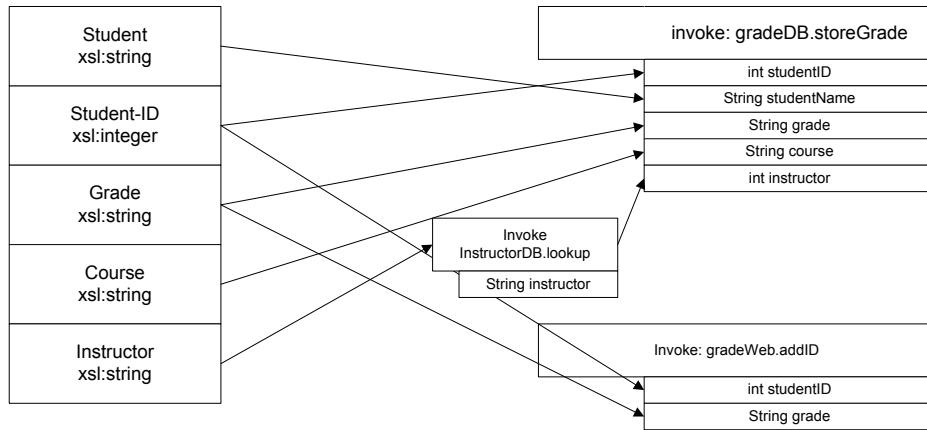 Student
xsl:string
Student-ID
xsl:integer
Grade
xsl:string
Course
xsl:string
Instructor
xsl:string
Invoke
InstructorDB.lookup
String instructor
invoke: gradeDB.storeGrade
int studentID
String studentName
String grade
String course
int instructor
Invoke: gradeWeb.addID
int studentID
String grade